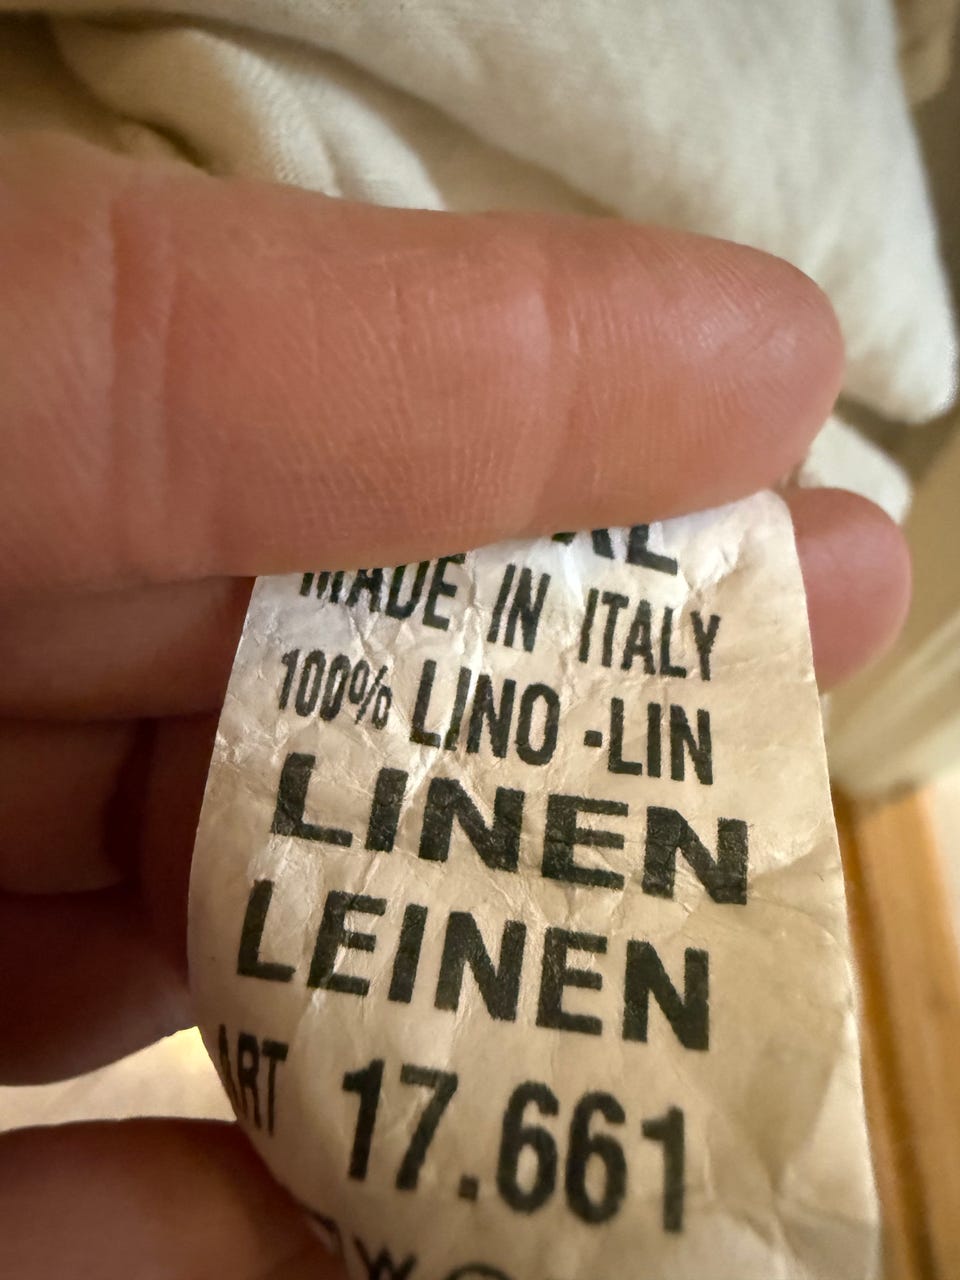 MADE IN ITALY
100% LINO -LIN
LINEN
LEINEN
ART 17.661